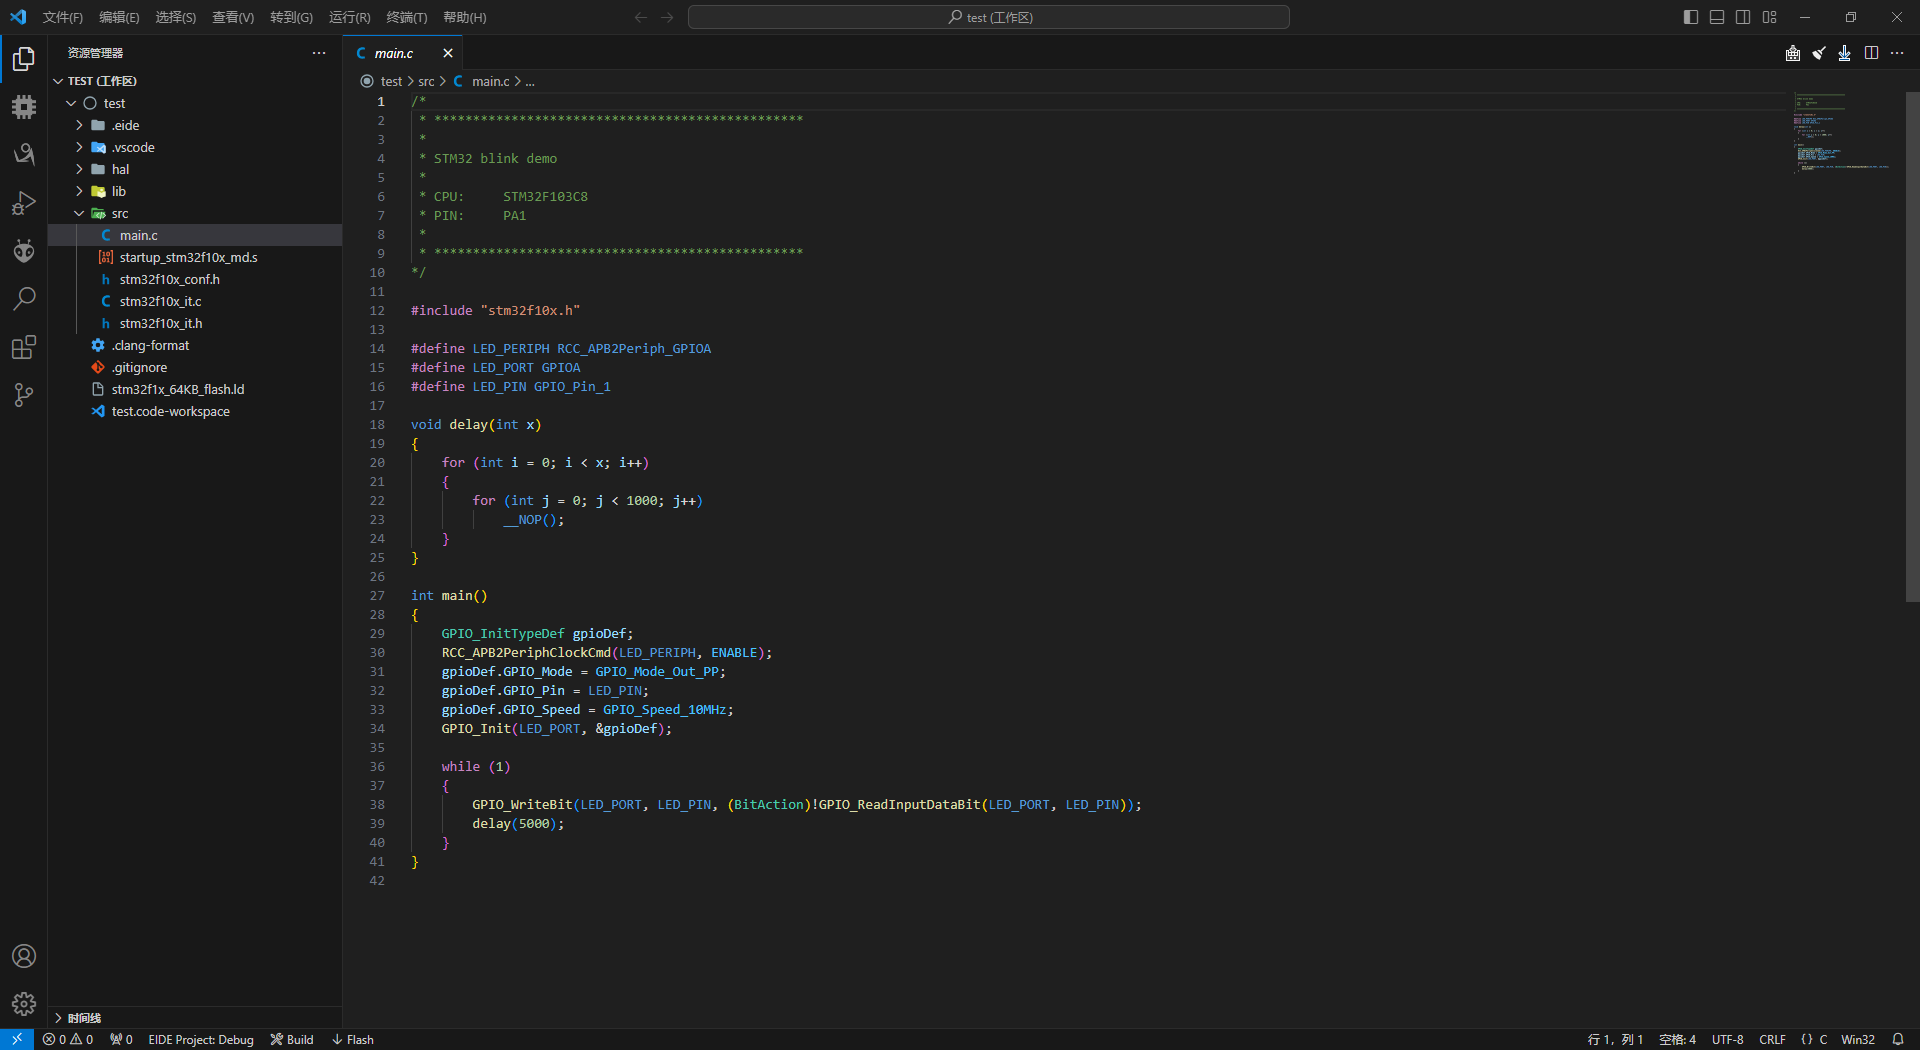 文件(F) 编辑(E) 选择(S) 查看(V) 转到(G) 运行(R) 终端(T) 帮助(H)
test (工作区)
资源管理器
TEST (工作区)
test
.eide
.vscode
hal
lib
src
main.c
startup_stm32f10x_md.s
stm32f10x_conf.h
stm32f10x_it.c
stm32f10x_it.h
.clang-format
.gitignore
stm32f1x_64KB_flash.ld
test.code-workspace
时间线
main.c
test > src > C main.c > ...
1 /*
2 * ************************************************
3 *
4 * STM32 blink demo
5 *
6 * CPU: STM32F103C8
7 * PIN: PA1
8 *
9 * ************************************************
10 */
11
12 #include "stm32f10x.h"
13
14 #define LED_PERIPH RCC_APB2Periph_GPIOA
15 #define LED_PORT GPIOA
16 #define LED_PIN GPIO_Pin_1
17
18 void delay(int x)
19 {
20 for (int i = 0; i < x; i++)
21 {
22 for (int j = 0; j < 1000; j++)
23 __NOP();
24 }
25 }
26
27 int main()
28 {
29 GPIO_InitTypeDef gpioDef;
30 RCC_APB2PeriphClockCmd(LED_PERIPH, ENABLE);
31 gpioDef.GPIO_Mode = GPIO_Mode_Out_PP;
32 gpioDef.GPIO_Pin = LED_PIN;
33 gpioDef.GPIO_Speed = GPIO_Speed_10MHz;
34 GPIO_Init(LED_PORT, &gpioDef);
35
36 while (1)
37 {
38 GPIO_WriteBit(LED_PORT, LED_PIN, (BitAction)!GPIO_ReadInputDataBit(LED_PORT, LED_PIN));
39 delay(5000);
40 }
41 }
42
0 0 0 EIDE Project: Debug Build Flash 行 1, 列 1 空格: 4 UTF-8 CRLF {} C Win32